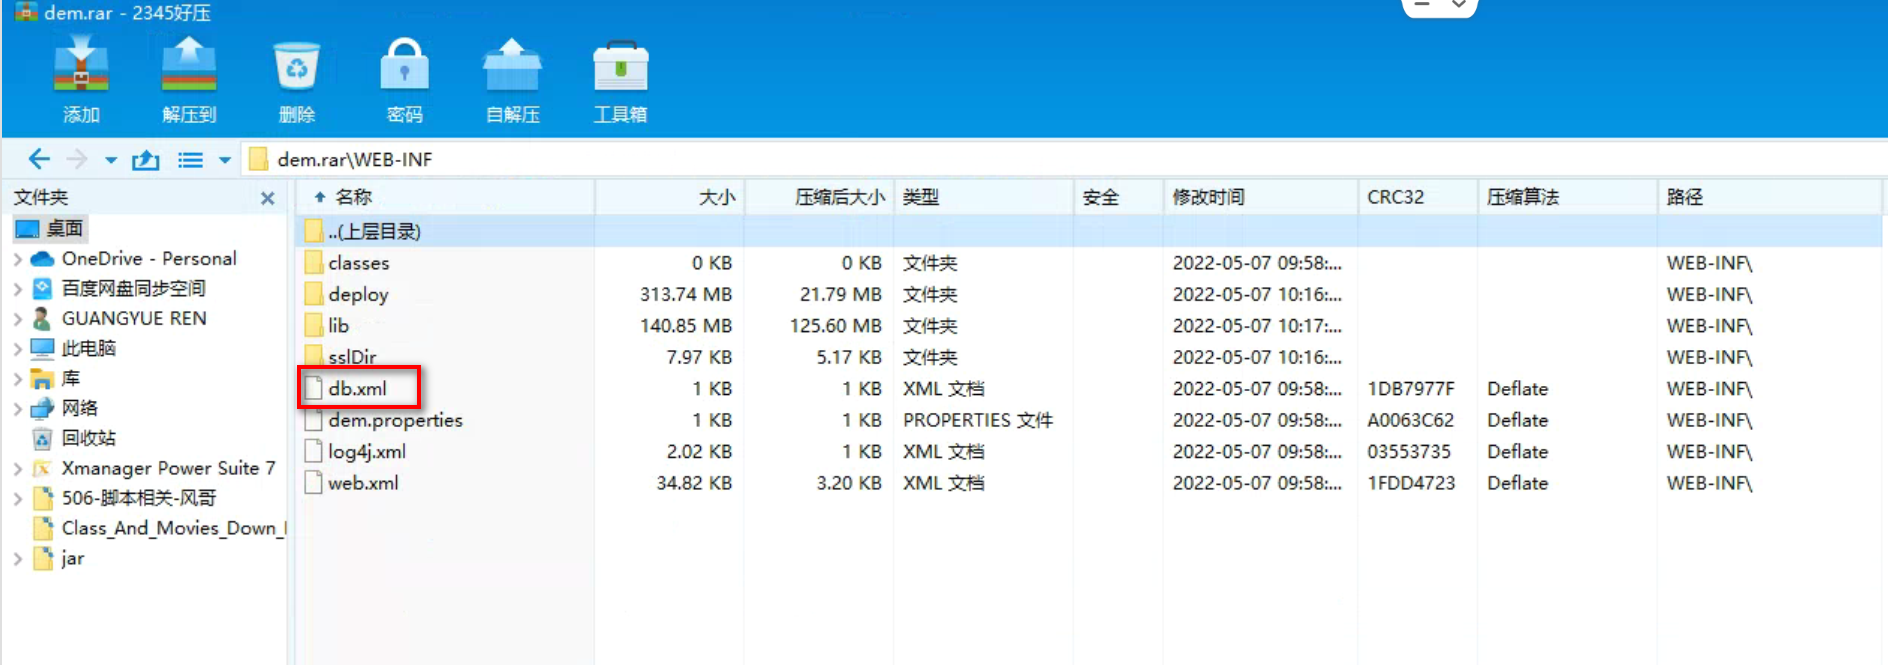 dem.rar - 2345好压
添加 解压到 删除 密码 自解压 工具箱
dem.rar\WEB-INF
文件夹
桌面
OneDrive - Personal
百度网盘同步空间
GUANGYUE REN
此电脑
库
网络
回收站
Xmanager Power Suite 7
506-脚本相关-风哥
Class_And_Movies_Down_
jar
名称 大小 压缩后大小 类型 安全 修改时间 CRC32 压缩算法 路径
..(上层目录)
classes 0 KB 0 KB 文件夹 2022-05-07 09:58:... WEB-INF\
deploy 313.74 MB 21.79 MB 文件夹 2022-05-07 10:16:... WEB-INF\
lib 140.85 MB 125.60 MB 文件夹 2022-05-07 10:17:... WEB-INF\
sslDir 7.97 KB 5.17 KB 文件夹 2022-05-07 10:16:... WEB-INF\
db.xml 1 KB 1 KB XML 文档 2022-05-07 09:58:... 1DB7977F Deflate WEB-INF\
dem.properties 1 KB 1 KB PROPERTIES 文件 2022-05-07 09:58:... A0063C62 Deflate WEB-INF\
log4j.xml 2.02 KB 1 KB XML 文档 2022-05-07 09:58:... 03553735 Deflate WEB-INF\
web.xml 34.82 KB 3.20 KB XML 文档 2022-05-07 09:58:... 1FDD4723 Deflate WEB-INF\